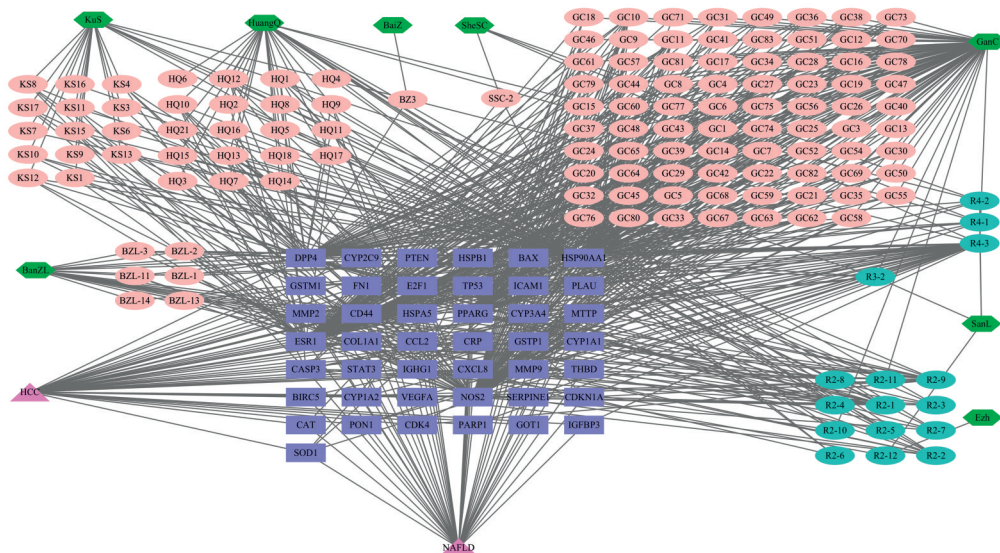 KuS HuangQ BaiZ SheSC GanC
GC18 GC10 GC71 GC31 GC49 GC36 GC38 GC73
GC46 GC9 GC11 GC41 GC83 GC51 GC12 GC70
GC61 GC57 GC81 GC17 GC34 GC28 GC16 GC78
GC79 GC44 GC8 GC4 GC27 GC23 GC19 GC47
GC15 GC60 GC77 GC6 GC75 GC56 GC26 GC40
GC37 GC48 GC43 GC1 GC74 GC25 GC3 GC13
GC24 GC65 GC39 GC14 GC7 GC52 GC54 GC30
GC20 GC64 GC29 GC42 GC22 GC82 GC69 GC50
GC32 GC45 GC5 GC68 GC59 GC21 GC35 GC55
GC76 GC80 GC33 GC67 GC63 GC62 GC58
KS8 KS16 KS4
KS17 KS11 KS3
KS7 KS15 KS6
KS10 KS9 KS13
KS12 KS1
HQ6 HQ12 HQ1 HQ4
HQ10 HQ2 HQ8 HQ9
HQ21 HQ16 HQ5 HQ11
HQ15 HQ13 HQ18 HQ17
HQ3 HQ7 HQ14
BZ3 SSC-2
R4-2
R4-1
R4-3
R3-2
BZL-3 BZL-2
BanZL BZL-11 BZL-1
BZL-14 BZL-13
DPP4 CYP2C9 PTEN HSPB1 BAX HSP90AA1
GSTM1 FN1 E2F1 TP53 ICAM1 PLAU
MMP2 CD44 HSPA5 PPARG CYP3A4 MTTP
ESR1 COL1A1 CCL2 CRP GSTP1 CYP1A1
CASP3 STAT3 IGHG1 CXCL8 MMP9 THBD
BIRC5 CYP1A2 VEGFA NOS2 SERPINE1 CDKN1A
CAT PON1 CDK4 PARP1 GOT1 IGFBP3
SOD1
SanL
HCC
R2-8 R2-11 R2-9
R2-4 R2-1 R2-3
Ezh
R2-10 R2-5 R2-7
R2-6 R2-12 R2-2
NAFLD